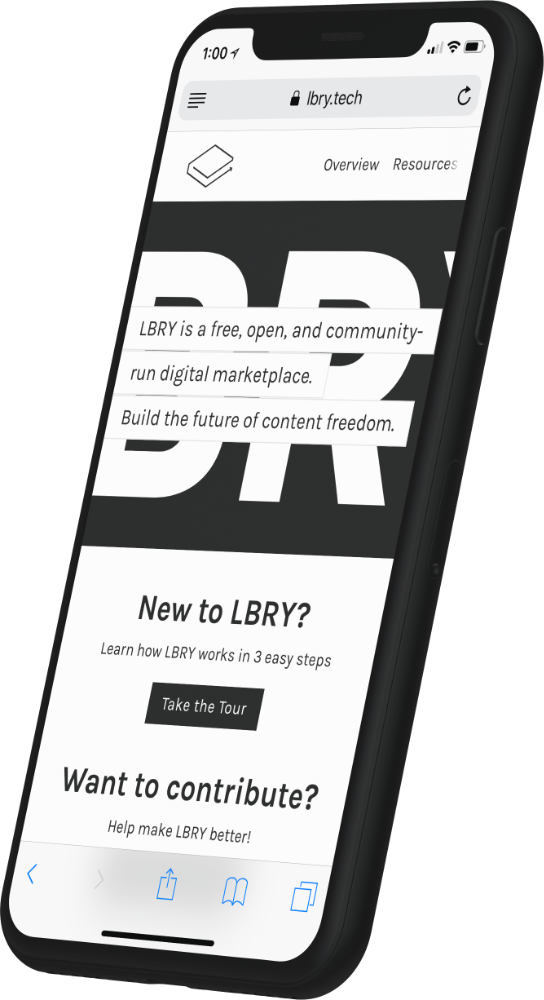 1:00
lbry.tech
Overview Resources
LBRY is a free, open, and community-
run digital marketplace.
Build the future of content freedom.
New to LBRY?
Learn how LBRY works in 3 easy steps
Take the Tour
Want to contribute?
Help make LBRY better!